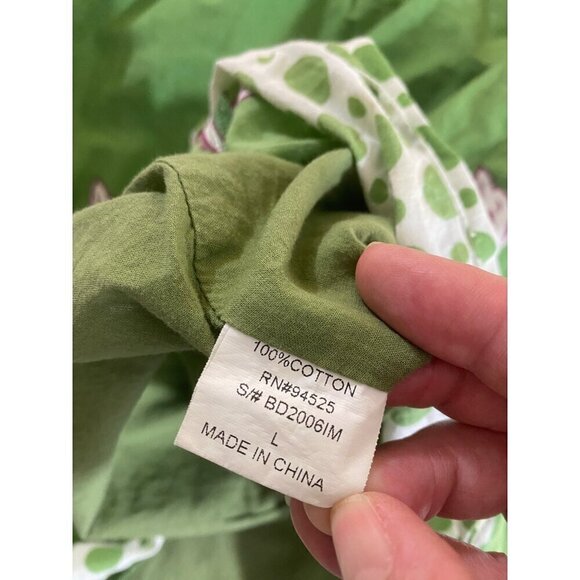 100%COTTON
RN#94525
S/# BD2006IM
L
MADE IN CHINA